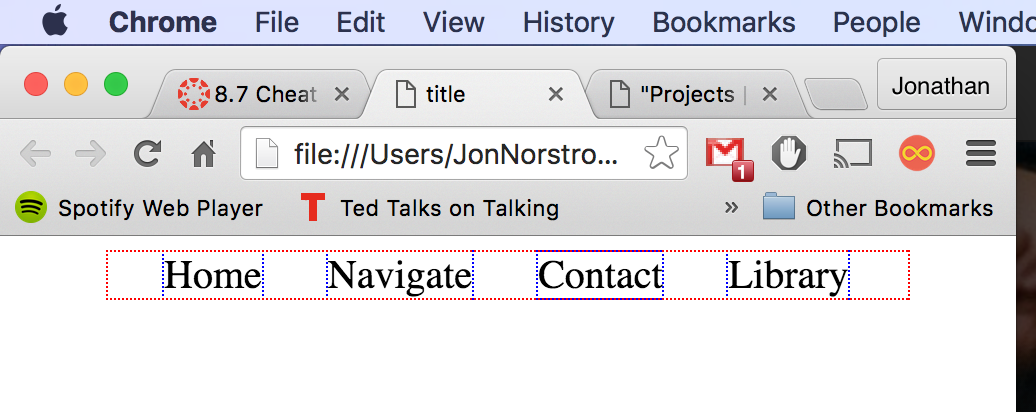 Chrome File Edit View History Bookmarks People Windo
8.7 Cheat title "Projects | Jonathan
file:///Users/JonNorstro... 1
Spotify Web Player Ted Talks on Talking » Other Bookmarks
Home Navigate Contact Library